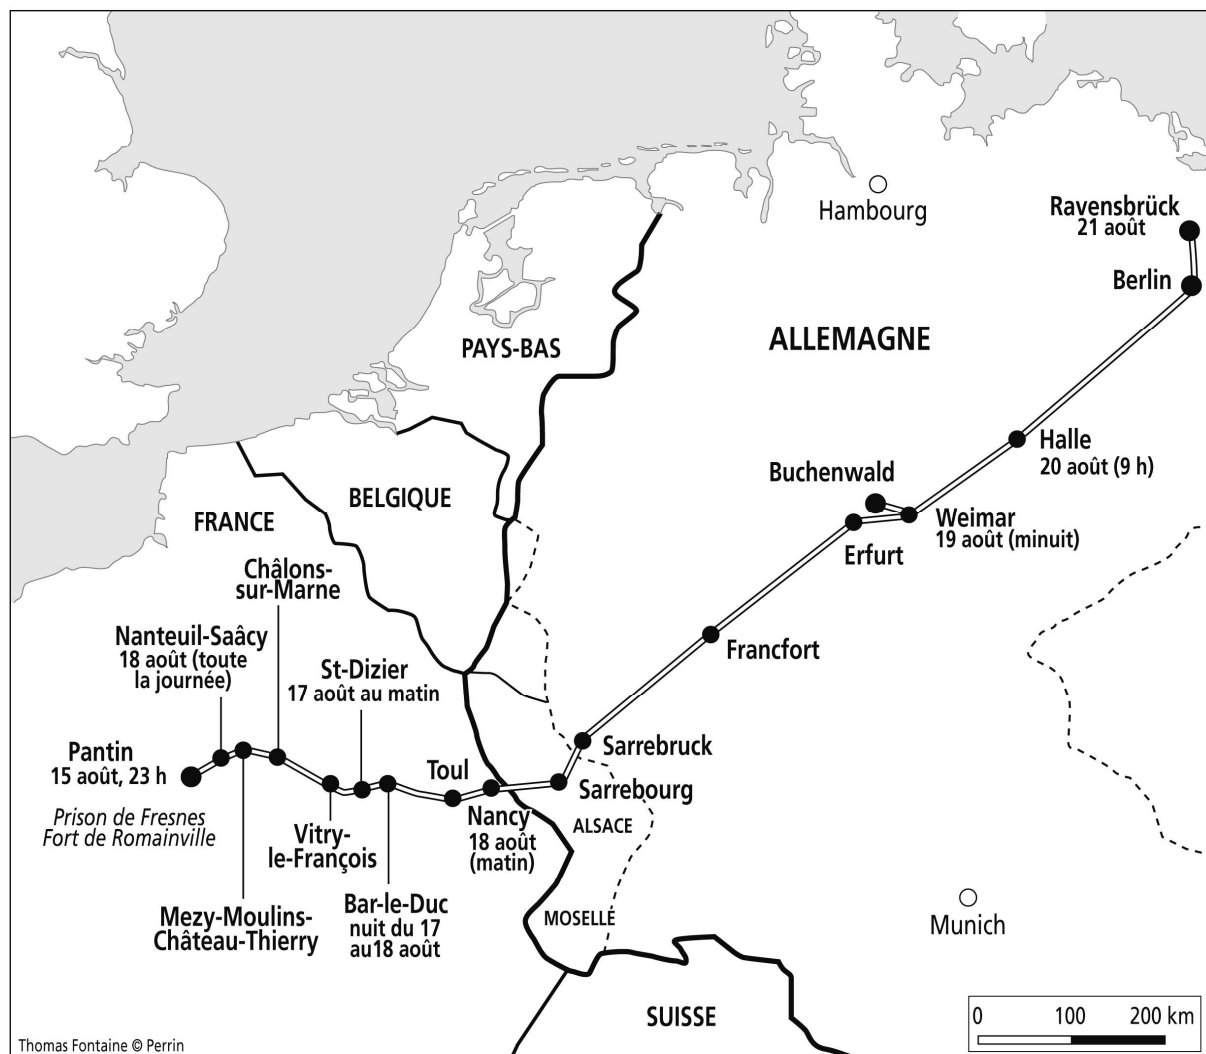 Hambourg
Ravensbrück
21 août
Berlin
PAYS-BAS
ALLEMAGNE
Halle
20 août (9 h)
Buchenwald
BELGIQUE
FRANCE
Weimar
19 août (minuit)
Erfurt
Châlons-
sur-Marne
Nanteuil-Saâcy
18 août (toute
la journée)
St-Dizier
17 août au matin
Francfort
Pantin
15 août, 23 h
Toul
Sarrebruck
Sarrebourg
Prison de Fresnes
Fort de Romainville
Vitry-
le-François
Nancy
18 août
(matin)
ALSACE
Mezy-Moulins-
Château-Thierry
Bar-le-Duc
nuit du 17
au18 août
MOSELLE
Munich
SUISSE
0 100 200 km
Thomas Fontaine © Perrin